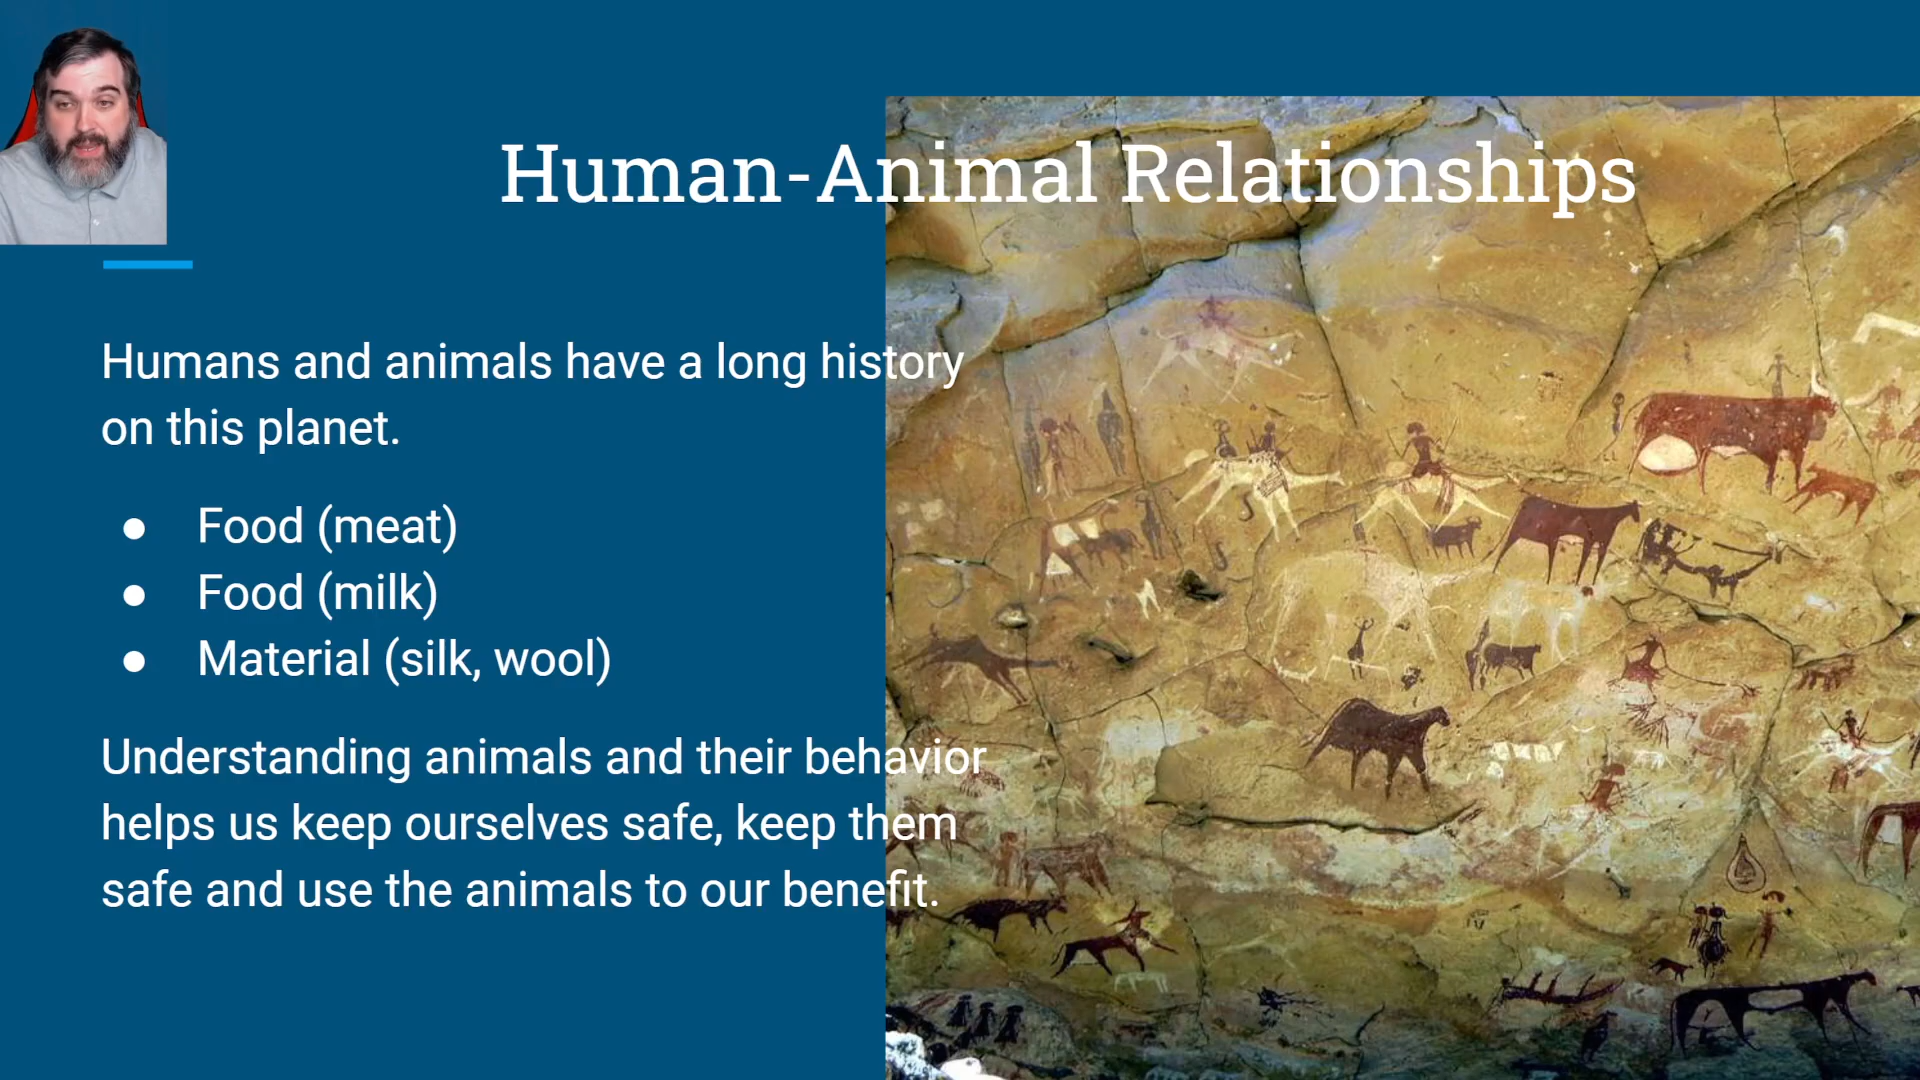 Human-Animal Relationships
Humans and animals have a long history
on this planet.
● Food (meat)
● Food (milk)
● Material (silk, wool)
Understanding animals and their behavior
helps us keep ourselves safe, keep them
safe and use the animals to our benefit.